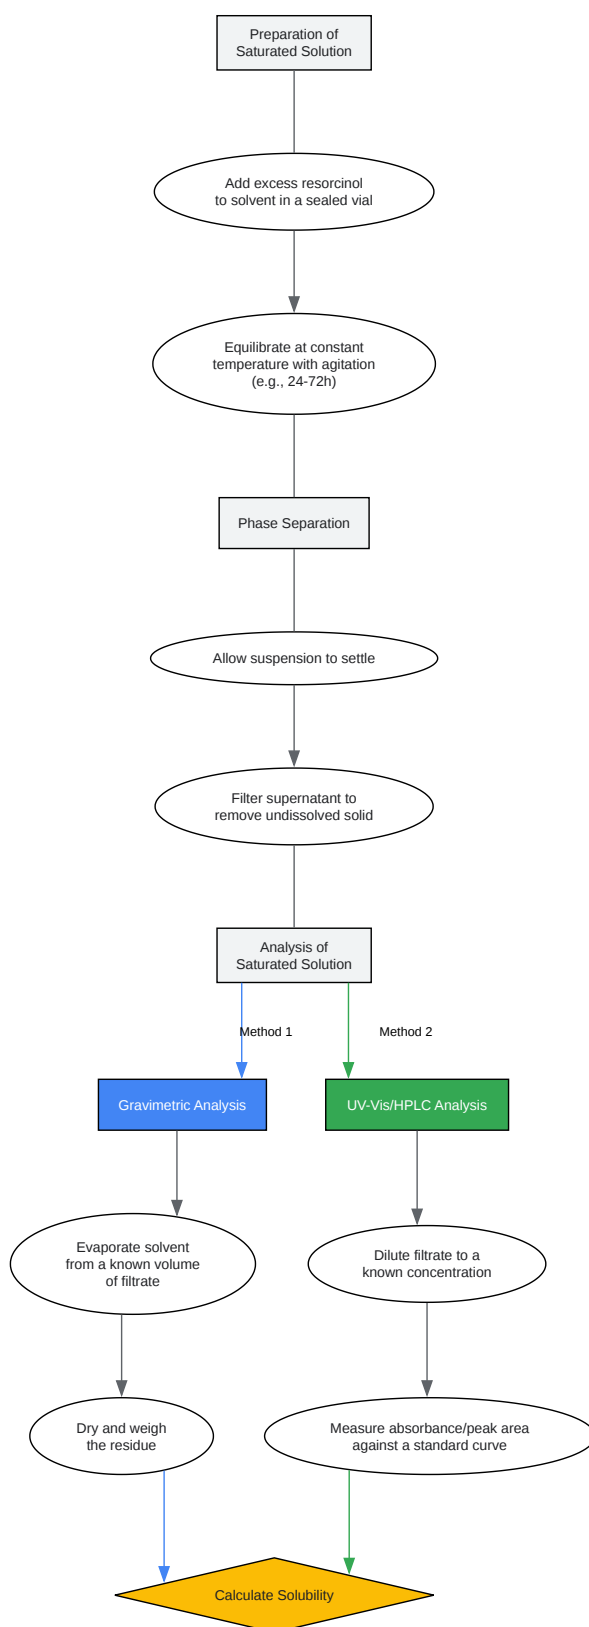 Preparation of
Saturated Solution
Add excess resorcinol
to solvent in a sealed vial
Equilibrate at constant
temperature with agitation
(e.g., 24-72h)
Phase Separation
Allow suspension to settle
Filter supernatant to
remove undissolved solid
Analysis of
Saturated Solution
Method 1
Method 2
Gravimetric Analysis
UV-Vis/HPLC Analysis
Evaporate solvent
from a known volume
of filtrate
Dilute filtrate to a
known concentration
Dry and weigh
the residue
Measure absorbance/peak area
against a standard curve
Calculate Solubility